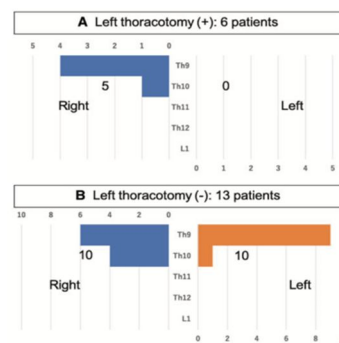 A Left thoracotomy (+): 6 patients
5 4 3 2 1 0
Th9
Th10
5 0
Right Th11 Left
Th12
L1
0 1 2 3 4 5
B Left thoracotomy (-): 13 patients
10 8 6 4 2 0
Th9
10 Th10 10
Th11
Right Left
Th12
L1
0 2 4 6 8